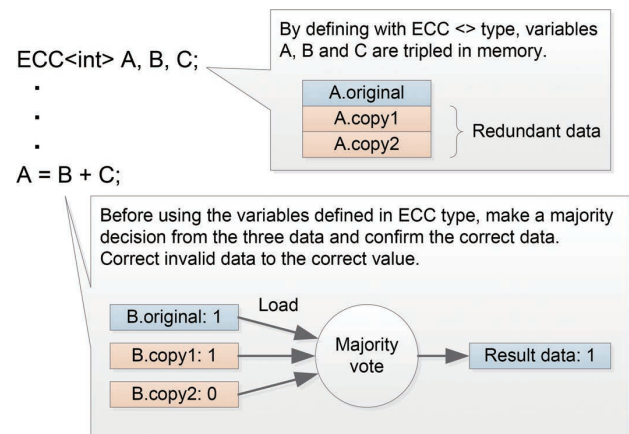 ECC<int> A, B, C;
.
.
.
A = B + C;
By defining with ECC <> type, variables
A, B and C are tripled in memory.
A.original
A.copy1
A.copy2
Redundant data
Before using the variables defined in ECC type, make a majority
decision from the three data and confirm the correct data.
Correct invalid data to the correct value.
B.original: 1
Load
B.copy1: 1
B.copy2: 0
Majority
vote
Result data: 1